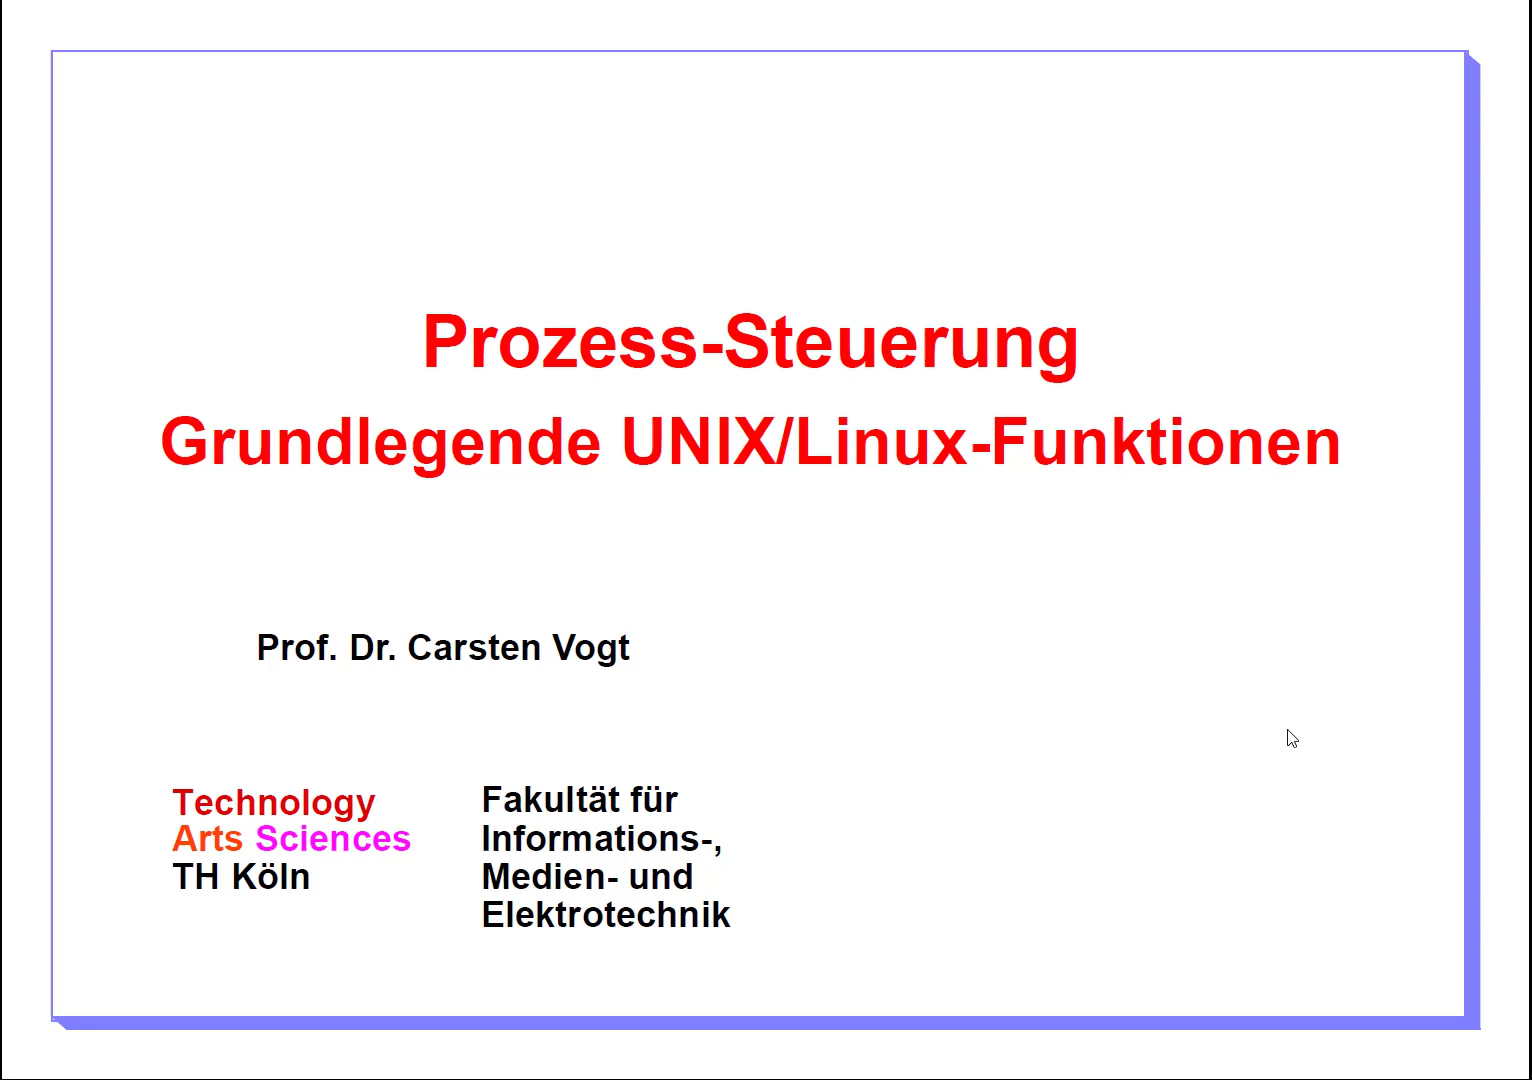 Prozess-Steuerung
Grundlegende UNIX/Linux-Funktionen
Prof. Dr. Carsten Vogt
Technology
Arts Sciences
TH Köln
Fakultät für
Informations-,
Medien- und
Elektrotechnik